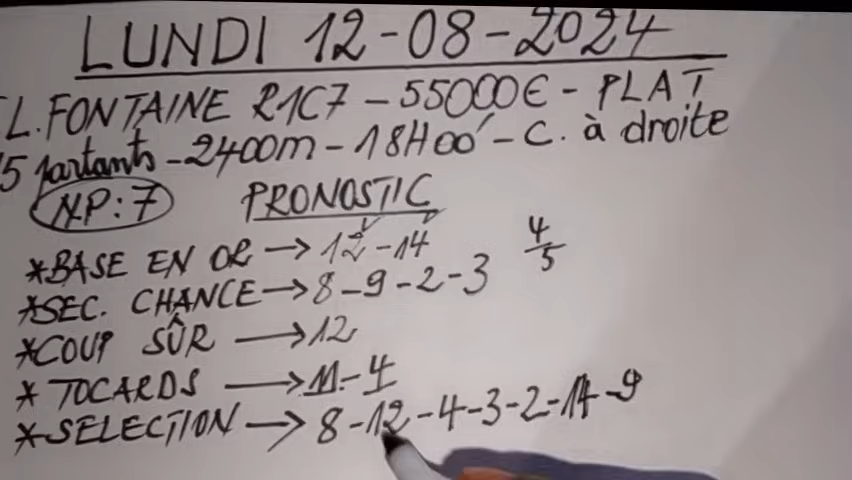 LUNDI 12-08-2024
L. FONTAINE R1C7 - 55000€ - PLAT
5 partants - 2400m - 18H00' - C. à droite
N.P: 7 PRONOSTIC
*BASE EN OR → 12 - 14 4/5
*SEC. CHANCE → 8 - 9 - 2 - 3
*COUP SÛR → 12
*TOCARDS → 11 - 4
*SELECTION → 8 - 12 - 4 - 3 - 2 - 14 - 9